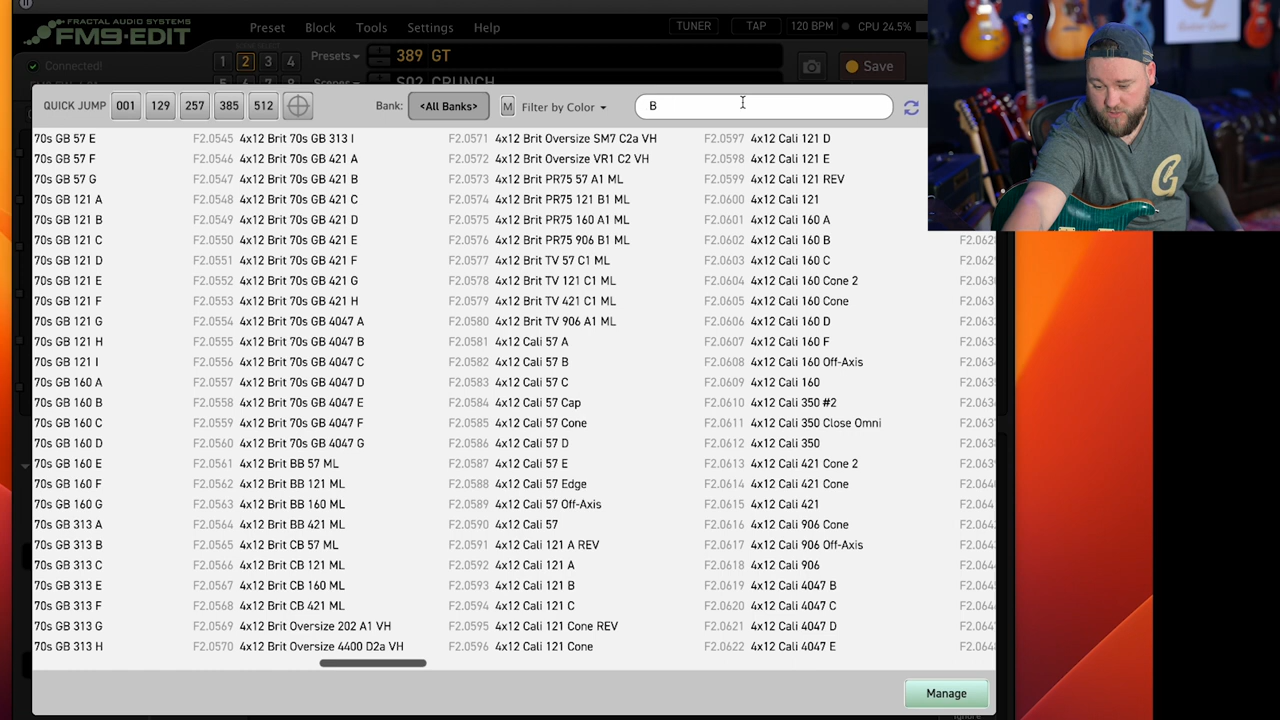 FRACTAL AUDIO SYSTEMS
FM9-EDIT
Preset Block Tools Settings Help
TUNER TAP 120 BPM CPU 24.5%
Connected!
1 2 3 4 Presets 389 GT Save
S02 CRUNCH
QUICK JUMP 001 129 257 385 512 Bank: <All Banks> M Filter by Color B
70s GB 57 E F2.0545 4x12 Brit 70s GB 313 I F2.0571 4x12 Brit Oversize SM7 C2a VH F2.0597 4x12 Cali 121 D
70s GB 57 F F2.0546 4x12 Brit 70s GB 421 A F2.0572 4x12 Brit Oversize VR1 C2 VH F2.0598 4x12 Cali 121 E
70s GB 57 G F2.0547 4x12 Brit 70s GB 421 B F2.0573 4x12 Brit PR75 57 A1 ML F2.0599 4x12 Cali 121 REV
70s GB 121 A F2.0548 4x12 Brit 70s GB 421 C F2.0574 4x12 Brit PR75 121 B1 ML F2.0600 4x12 Cali 121
70s GB 121 B F2.0549 4x12 Brit 70s GB 421 D F2.0575 4x12 Brit PR75 160 A1 ML F2.0601 4x12 Cali 160 A
70s GB 121 C F2.0550 4x12 Brit 70s GB 421 E F2.0576 4x12 Brit PR75 906 B1 ML F2.0602 4x12 Cali 160 B
70s GB 121 D F2.0551 4x12 Brit 70s GB 421 F F2.0577 4x12 Brit TV 57 C1 ML F2.0603 4x12 Cali 160 C
70s GB 121 E F2.0552 4x12 Brit 70s GB 421 G F2.0578 4x12 Brit TV 121 C1 ML F2.0604 4x12 Cali 160 Cone 2
70s GB 121 F F2.0553 4x12 Brit 70s GB 421 H F2.0579 4x12 Brit TV 421 C1 ML F2.0605 4x12 Cali 160 Cone
70s GB 121 G F2.0554 4x12 Brit 70s GB 4047 A F2.0580 4x12 Brit TV 906 A1 ML F2.0606 4x12 Cali 160 D
70s GB 121 H F2.0555 4x12 Brit 70s GB 4047 B F2.0581 4x12 Cali 57 A F2.0607 4x12 Cali 160 F
70s GB 121 I F2.0556 4x12 Brit 70s GB 4047 C F2.0582 4x12 Cali 57 B F2.0608 4x12 Cali 160 Off-Axis
70s GB 160 A F2.0557 4x12 Brit 70s GB 4047 D F2.0583 4x12 Cali 57 C F2.0609 4x12 Cali 160
70s GB 160 B F2.0558 4x12 Brit 70s GB 4047 E F2.0584 4x12 Cali 57 Cap F2.0610 4x12 Cali 350 #2
70s GB 160 C F2.0559 4x12 Brit 70s GB 4047 F F2.0585 4x12 Cali 57 Cone F2.0611 4x12 Cali 350 Close Omni
70s GB 160 D F2.0560 4x12 Brit 70s GB 4047 G F2.0586 4x12 Cali 57 D F2.0612 4x12 Cali 350
70s GB 160 E F2.0561 4x12 Brit BB 57 ML F2.0587 4x12 Cali 57 E F2.0613 4x12 Cali 421 Cone 2
70s GB 160 F F2.0562 4x12 Brit BB 121 ML F2.0588 4x12 Cali 57 Edge F2.0614 4x12 Cali 421 Cone
70s GB 160 G F2.0563 4x12 Brit BB 160 ML F2.0589 4x12 Cali 57 Off-Axis F2.0615 4x12 Cali 421
70s GB 313 A F2.0564 4x12 Brit BB 421 ML F2.0590 4x12 Cali 57 F2.0616 4x12 Cali 906 Cone
70s GB 313 B F2.0565 4x12 Brit CB 57 ML F2.0591 4x12 Cali 121 A REV F2.0617 4x12 Cali 906 Off-Axis
70s GB 313 C F2.0566 4x12 Brit CB 121 ML F2.0592 4x12 Cali 121 A F2.0618 4x12 Cali 906
70s GB 313 E F2.0567 4x12 Brit CB 160 ML F2.0593 4x12 Cali 121 B F2.0619 4x12 Cali 4047 B
70s GB 313 F F2.0568 4x12 Brit CB 421 ML F2.0594 4x12 Cali 121 C F2.0620 4x12 Cali 4047 C
70s GB 313 G F2.0569 4x12 Brit Oversize 202 A1 VH F2.0595 4x12 Cali 121 Cone REV F2.0621 4x12 Cali 4047 D
70s GB 313 H F2.0570 4x12 Brit Oversize 4400 D2a VH F2.0596 4x12 Cali 121 Cone F2.0622 4x12 Cali 4047 E
Manage